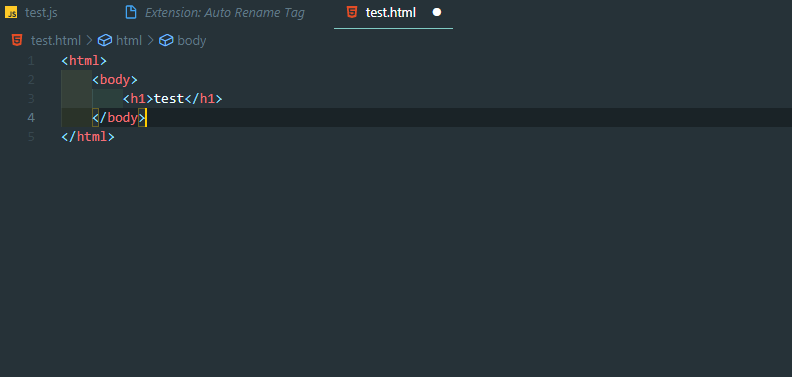 JS test.js Extension: Auto Rename Tag test.html
test.html > html > body
1 <html>
2 <body>
3 <h1>test</h1>
4 </body>
5 </html>